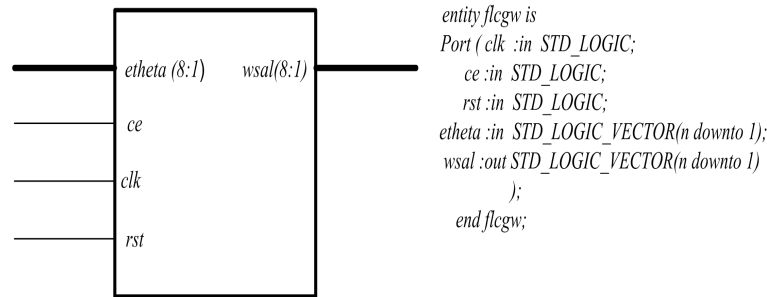 etheta (8:1) wsal(8:1)
ce
clk
rst
entity flcgw is
Port ( clk :in STD_LOGIC;
ce :in STD_LOGIC;
rst :in STD_LOGIC;
etheta :in STD_LOGIC_VECTOR(n downto 1);
wsal :out STD_LOGIC_VECTOR(n downto 1)
);
end flcgw;